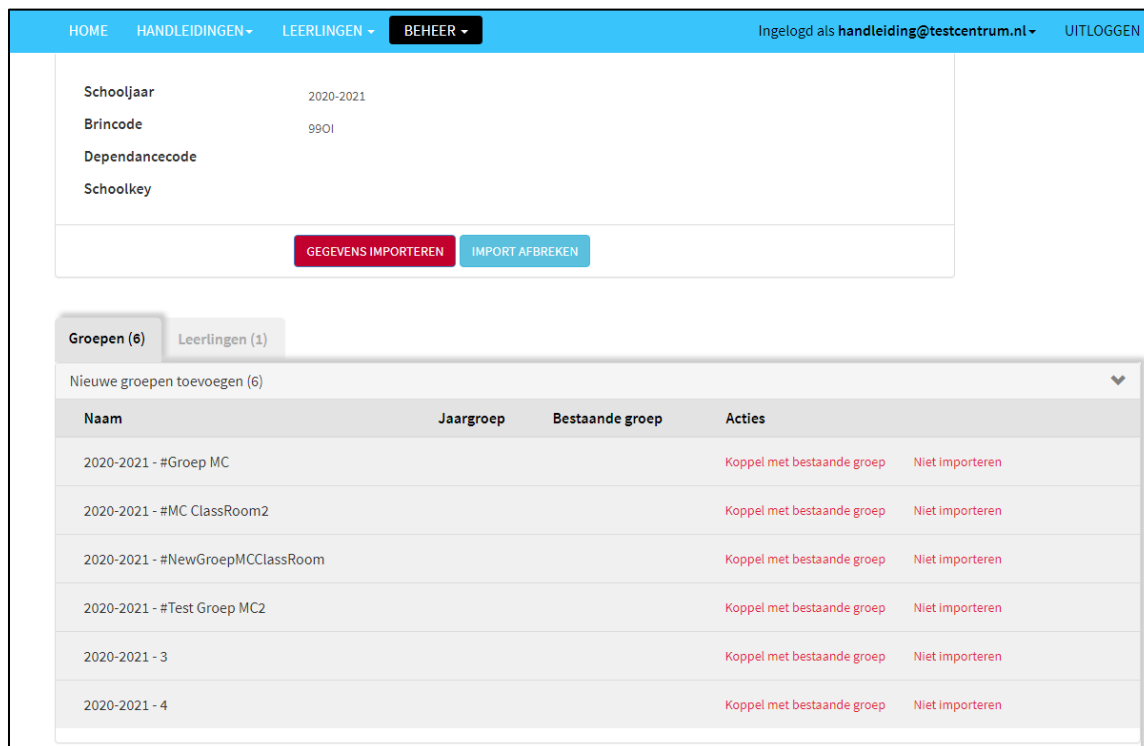 HOME HANDLEIDINGEN LEERLINGEN BEHEER Ingelogd als handleiding@testcentrum.nl UITLOGGEN
Schooljaar 2020-2021
Brincode 99OI
Dependancecode
Schoolkey
GEGEVENS IMPORTEREN IMPORT AFBREKEN
Groepen (6) Leerlingen (1)
Nieuwe groepen toevoegen (6)
Naam Jaargroep Bestaande groep Acties
2020-2021 - #Groep MC Koppel met bestaande groep Niet importeren
2020-2021 - #MC ClassRoom2 Koppel met bestaande groep Niet importeren
2020-2021 - #NewGroepMCClassRoom Koppel met bestaande groep Niet importeren
2020-2021 - #Test Groep MC2 Koppel met bestaande groep Niet importeren
2020-2021 - 3 Koppel met bestaande groep Niet importeren
2020-2021 - 4 Koppel met bestaande groep Niet importeren